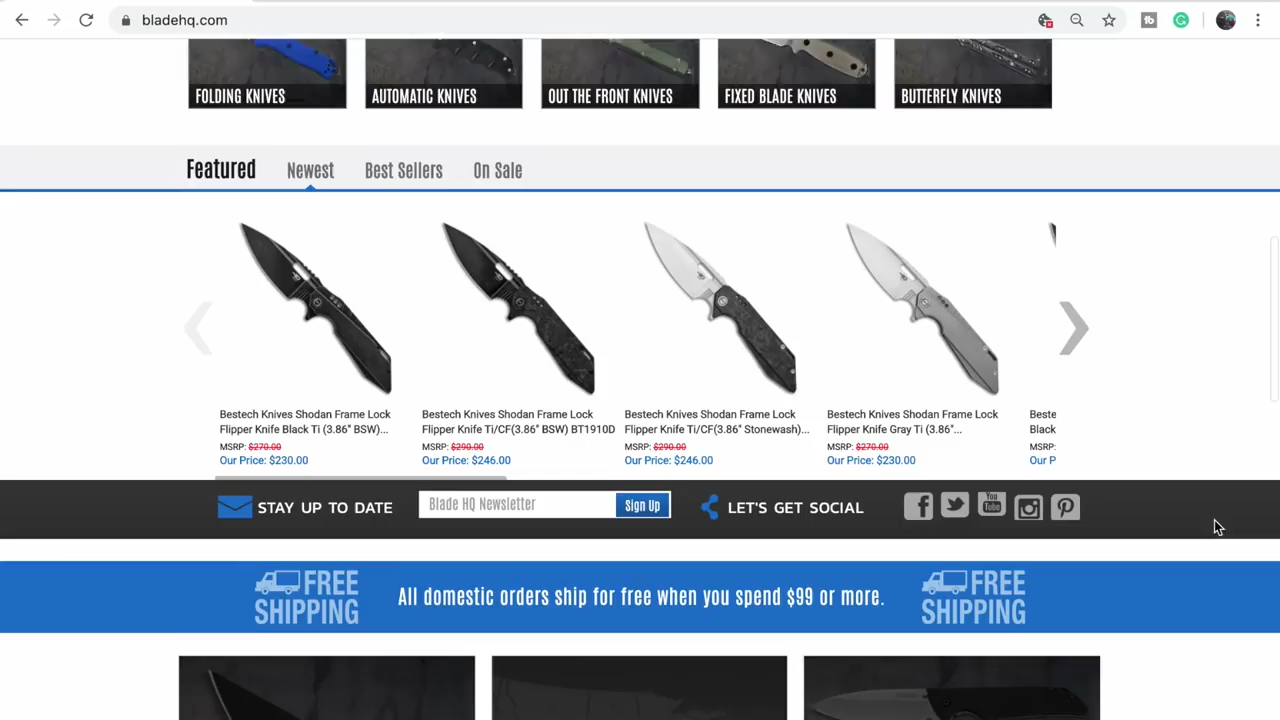 bladehq.com
FOLDING KNIVES
AUTOMATIC KNIVES
OUT THE FRONT KNIVES
FIXED BLADE KNIVES
BUTTERFLY KNIVES
Featured
Newest
Best Sellers
On Sale
Bestech Knives Shodan Frame Lock
Flipper Knife Black Ti (3.86" BSW)...
MSRP: $270.00
Our Price: $230.00
Bestech Knives Shodan Frame Lock
Flipper Knife Ti/CF(3.86" BSW) BT1910D
MSRP: $290.00
Our Price: $246.00
Bestech Knives Shodan Frame Lock
Flipper Knife Ti/CF(3.86" Stonewash)...
MSRP: $290.00
Our Price: $246.00
Bestech Knives Shodan Frame Lock
Flipper Knife Gray Ti (3.86"...
MSRP: $270.00
Our Price: $230.00
Beste
Black
MSRP:
Our P
STAY UP TO DATE
Blade HQ Newsletter
Sign Up
LET'S GET SOCIAL
You
Tube
FREE
SHIPPING
All domestic orders ship for free when you spend $99 or more.
FREE
SHIPPING